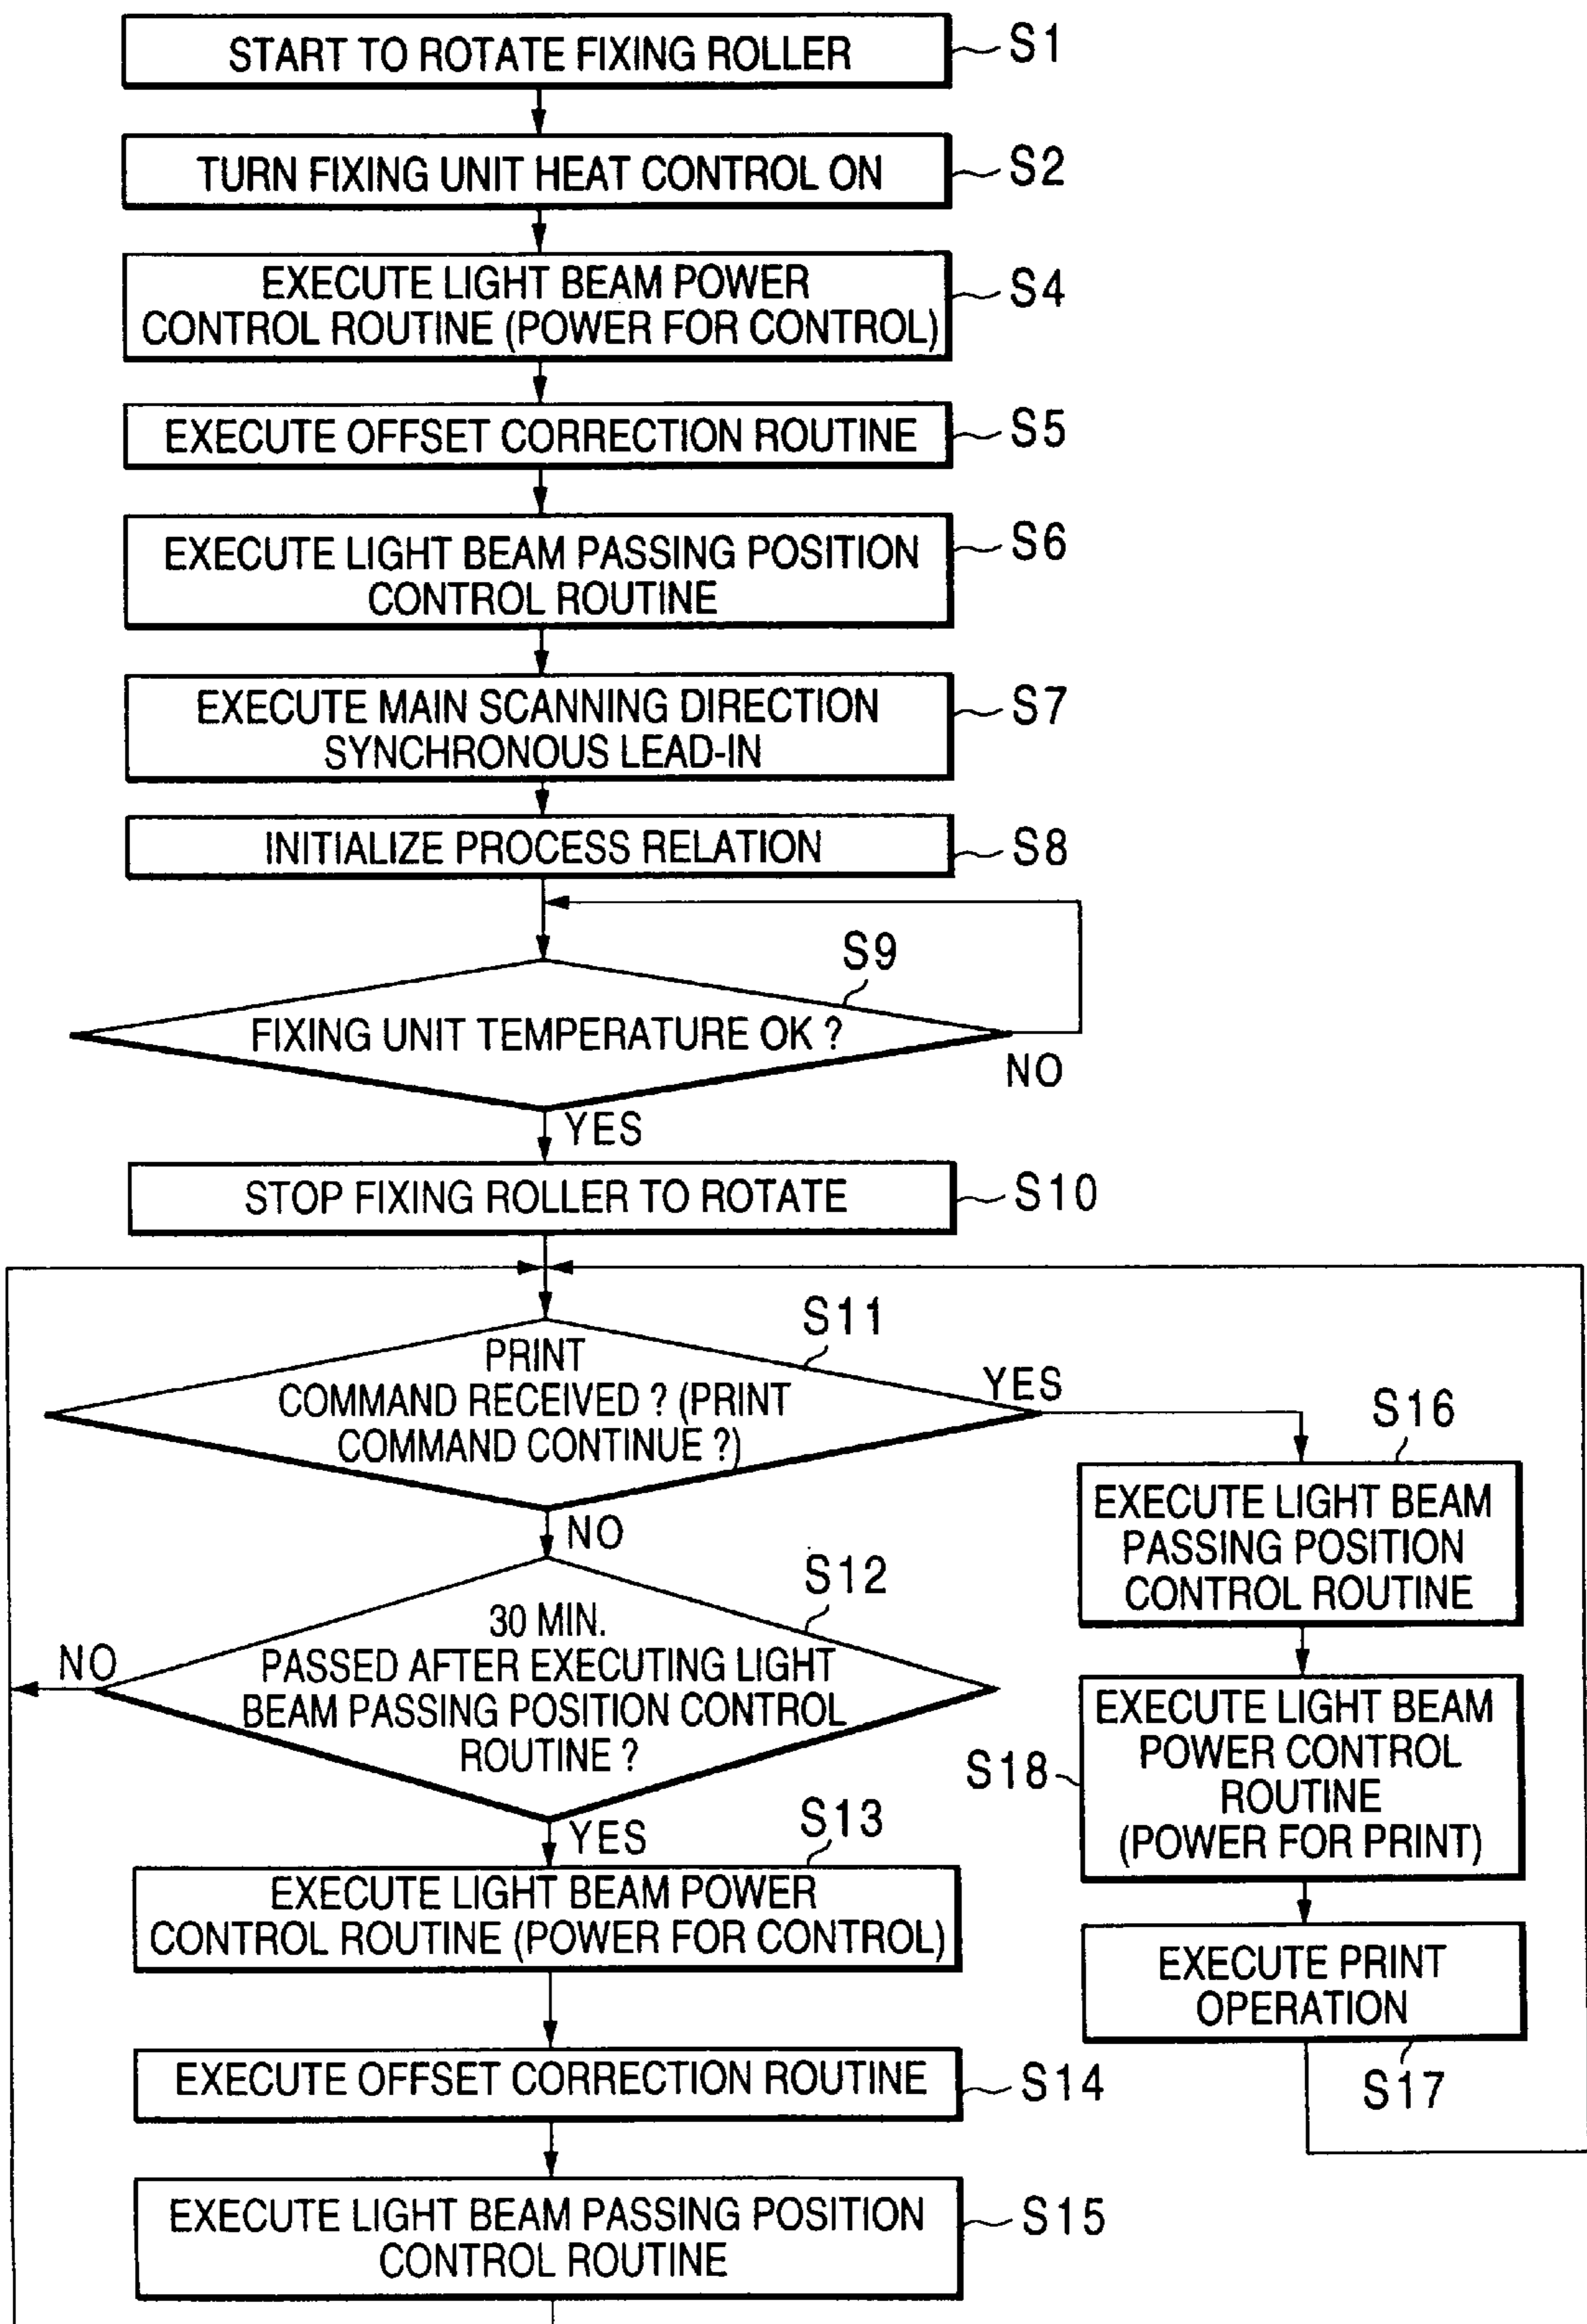 START TO ROTATE FIXING ROLLER
S1
TURN FIXING UNIT HEAT CONTROL ON
S2
EXECUTE LIGHT BEAM POWER
CONTROL ROUTINE (POWER FOR CONTROL)
S4
EXECUTE OFFSET CORRECTION ROUTINE
S5
EXECUTE LIGHT BEAM PASSING POSITION
CONTROL ROUTINE
S6
EXECUTE MAIN SCANNING DIRECTION
SYNCHRONOUS LEAD-IN
S7
INITIALIZE PROCESS RELATION
S8
S9
FIXING UNIT TEMPERATURE OK ?
NO
YES
STOP FIXING ROLLER TO ROTATE
S10
S11
PRINT
COMMAND RECEIVED ? (PRINT
COMMAND CONTINUE ?)
YES
NO
S12
30 MIN.
PASSED AFTER EXECUTING LIGHT
BEAM PASSING POSITION CONTROL
ROUTINE ?
NO
YES
S13
EXECUTE LIGHT BEAM POWER
CONTROL ROUTINE (POWER FOR CONTROL)
EXECUTE OFFSET CORRECTION ROUTINE
S14
EXECUTE LIGHT BEAM PASSING POSITION
CONTROL ROUTINE
S15
S16
EXECUTE LIGHT BEAM
PASSING POSITION
CONTROL ROUTINE
EXECUTE LIGHT BEAM
POWER CONTROL
ROUTINE
(POWER FOR PRINT)
S18
EXECUTE PRINT
OPERATION
S17